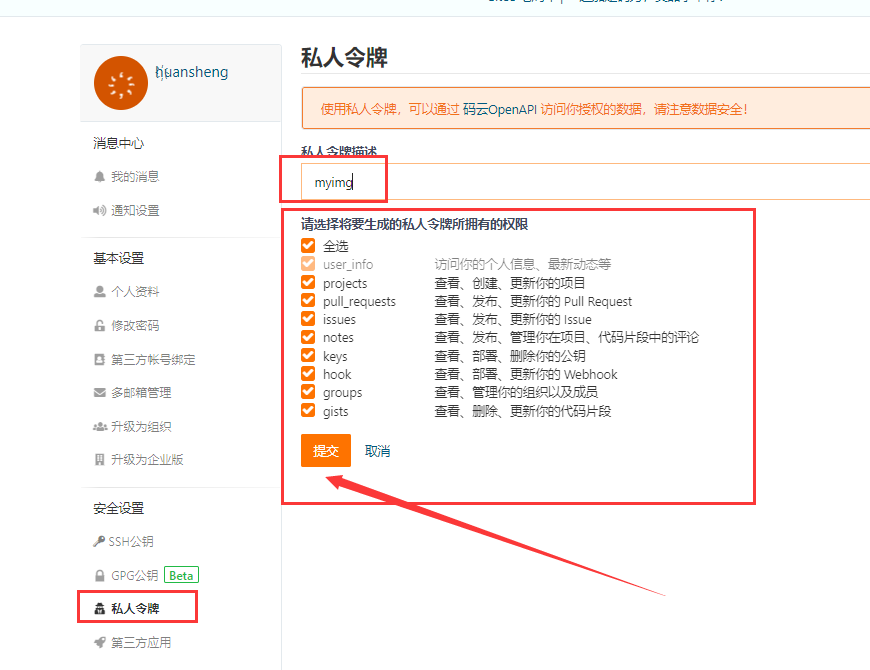 huansheng
私人令牌
使用私人令牌，可以通过 码云OpenAPI 访问你授权的数据，请注意数据安全！
消息中心
我的消息
通知设置
基本设置
个人资料
修改密码
第三方帐号绑定
多邮箱管理
升级为组织
升级为企业版
安全设置
SSH公钥
GPG公钥 Beta
私人令牌
第三方应用
私人令牌描述
myimg
请选择将要生成的私人令牌所拥有的权限
全选
user_info 访问你的个人信息、最新动态等
projects 查看、创建、更新你的项目
pull_requests 查看、发布、更新你的 Pull Request
issues 查看、发布、更新你的 Issue
notes 查看、发布、管理你在项目、代码片段中的评论
keys 查看、部署、删除你的公钥
hook 查看、部署、更新你的 Webhook
groups 查看、管理你的组织以及成员
gists 查看、删除、更新你的代码片段
提交 取消